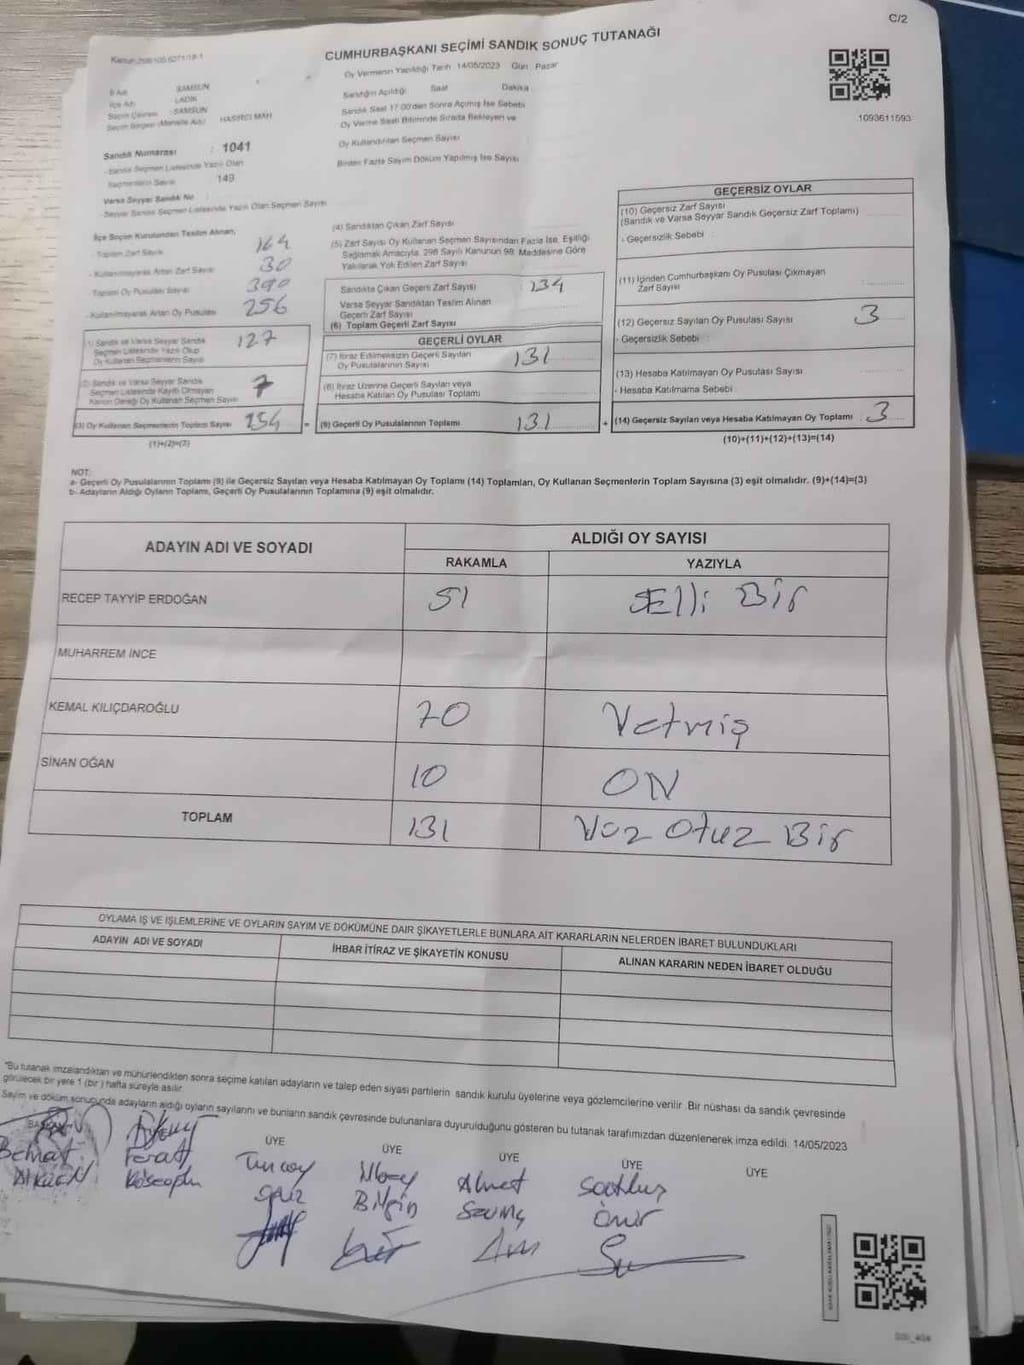 C/2
CUMHURBAŞKANI SEÇİMİ SANDIK SONUÇ TUTANAĞI
Oy Vermenin Yapıldığı Tarih 14/05/2023 Gün: Pazar
1093611593
İl Adı SAMSUN
İlçe Adı LADİK
Seçim Çevresi SAMSUN
Seçim Bölgesi (Mahalle Adı) HASIRCI MAH
Sandığın Açıldığı Saat Dakika
Sandık Saat 17.00'den Sonra Açılmış İse Sebebi
Oy Verme Saati Bitiminde Sırada Bekleyen ve
Oy Kullandırılan Seçmen Sayısı
Birden Fazla Sayım Döküm Yapılmış İse Sayısı
Sandık Numarası : 1041
- Sandık Seçmen Listesinde Yazılı Olan
Seçmenlerin Sayısı 149
Varsa Seyyar Sandık No
- Seyyar Sandık Seçmen Listesinde Yazılı Olan Seçmen Sayısı
İlçe Seçim Kurulundan Teslim Alınan,
- Toplam Zarf Sayısı 164
- Kullanılmayarak Artan Zarf Sayısı 30
Toplam Oy Pusulası Sayısı 390
- Kullanılmayarak Artan Oy Pusulası 256
(1) Sandık ve Varsa Seyyar Sandık
Seçmen Listesinde Yazılı Olup
Oy Kullanan Seçmenlerin Sayısı 127
(2) Sandık ve Varsa Seyyar Sandık
Seçmen Listesinde Kayıtlı Olmayan
Kanun Gereği Oy Kullanan Seçmen Sayısı 7
(3) Oy Kullanan Seçmenlerin Toplam Sayısı 134
(1)+(2)=(3)
(4) Sandıktan Çıkan Zarf Sayısı
(5) Zarf Sayısı Oy Kullanan Seçmen Sayısından Fazla İse, Eşitliği
Sağlamak Amacıyla, 298 Sayılı Kanunun 98. Maddesine Göre
Yakılarak Yok Edilen Zarf Sayısı
Sandıkta Çıkan Geçerli Zarf Sayısı : 134
Varsa Seyyar Sandıktan Teslim Alınan
Geçerli Zarf Sayısı
(6) Toplam Geçerli Zarf Sayısı
GEÇERLİ OYLAR
(7) İtiraz Edilmeksizin Geçerli Sayılan
Oy Pusulasının Sayısı 131
(8) İtiraz Üzerine Geçerli Sayılan veya
Hesaba Katılan Oy Pusulası Toplamı
= (9) Geçerli Oy Pusulalarının Toplamı 131 +
GEÇERSİZ OYLAR
(10) Geçersiz Zarf Sayısı
(Sandık ve Varsa Seyyar Sandık Geçersiz Zarf Toplamı)
- Geçersizlik Sebebi :
(11) İçinden Cumhurbaşkanı Oy Pusulası Çıkmayan
Zarf Sayısı
(12) Geçersiz Sayılan Oy Pusulası Sayısı 3
- Geçersizlik Sebebi :
(13) Hesaba Katılmayan Oy Pusulası Sayısı
- Hesaba Katılmama Sebebi
(14) Geçersiz Sayılan veya Hesaba Katılmayan Oy Toplamı 3
(10)+(11)+(12)+(13)=(14)
NOT:
a- Geçerli Oy Pusulalarının Toplamı (9) ile Geçersiz Sayılan veya Hesaba Katılmayan Oy Toplamı (14) Toplamları, Oy Kullanan Seçmenlerin Toplam Sayısına (3) eşit olmalıdır. (9)+(14)=(3)
b- Adayların Aldığı Oyların Toplamı, Geçerli Oy Pusulalarının Toplamına (9) eşit olmalıdır.
ADAYIN ADI VE SOYADI ALDIĞI OY SAYISI
RAKAMLA YAZIYLA
RECEP TAYYİP ERDOĞAN 51 Elli Bir
MUHARREM İNCE
KEMAL KILIÇDAROĞLU 70 Yetmiş
SİNAN OĞAN 10 ON
TOPLAM 131 Yüz Otuz Bir
OYLAMA İŞ VE İŞLEMLERİNE VE OYLARIN SAYIM VE DÖKÜMÜNE DAİR ŞİKAYETLERLE BUNLARA AİT KARARLARIN NELERDEN İBARET BULUNDUKLARI
ADAYIN ADI VE SOYADI İHBAR İTİRAZ VE ŞİKAYETİN KONUSU ALINAN KARARIN NEDEN İBARET OLDUĞU
"Bu tutanak imzalandıktan ve mühürlendikten sonra seçime katılan adayların ve talep eden siyasi partilerin sandık kurulu üyelerine veya gözlemcilerine verilir. Bir nüshası da sandık çevresinde
görülecek bir yere 1 (bir) hafta süreyle asılır.
Sayım ve döküm sonucunda adayların aldığı oyların sayılarını ve bunların sandık çevresinde bulunanlara duyurulduğunu gösteren bu tutanak tarafımızdan düzenlenerek imza edildi. 14/05/2023
BAŞKAN ÜYE ÜYE ÜYE ÜYE ÜYE
Behçet Feratt Tuncay İlbey Ahmet
Köseoğlu Bilgin Ömür